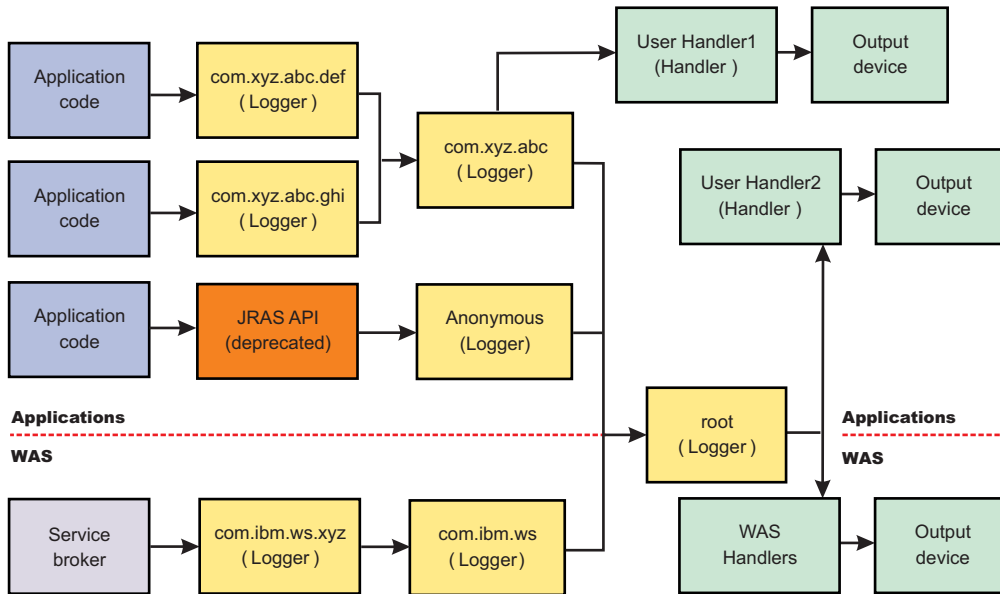 Application
code
com.xyz.abc.def
( Logger )
User Handler1
(Handler )
Output
device
com.xyz.abc
( Logger )
Application
code
com.xyz.abc.ghi
( Logger )
User Handler2
(Handler )
Output
device
Application
code
JRAS API
(deprecated)
Anonymous
(Logger)
Applications
WAS
root
( Logger )
Applications
WAS
Service
broker
com.ibm.ws.xyz
( Logger )
com.ibm.ws
( Logger )
WAS
Handlers
Output
device